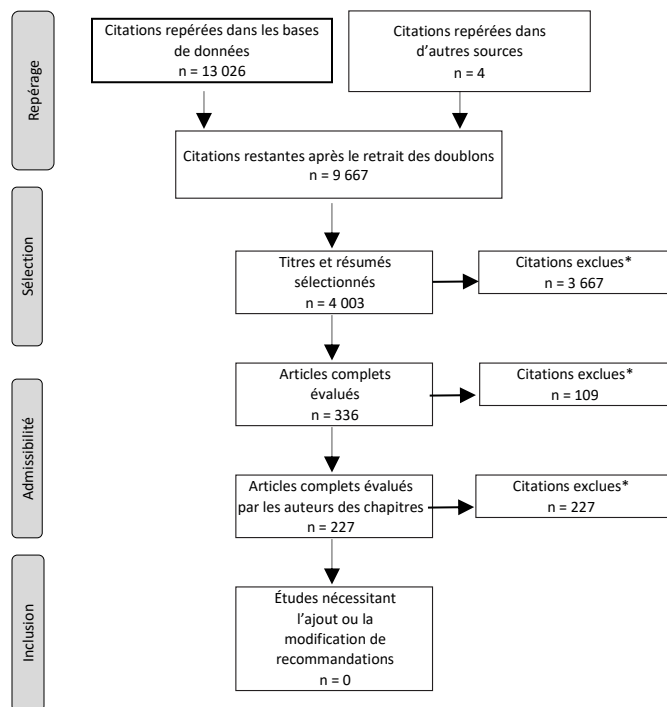 Citations repérées dans les bases
de données
n = 13 026
Citations repérées dans
d'autres sources
n = 4
Repérage
Citations restantes après le retrait des doublons
n = 9 667
Sélection
Titres et résumés
sélectionnés
n = 4 003
Citations exclues*
n = 3 667
Articles complets
évalués
n = 336
Citations exclues*
n = 109
Admissibilité
Articles complets évalués
par les auteurs des chapitres
n = 227
Citations exclues*
n = 227
Inclusion
Études nécessitant
l'ajout ou la
modification de
recommandations
n = 0